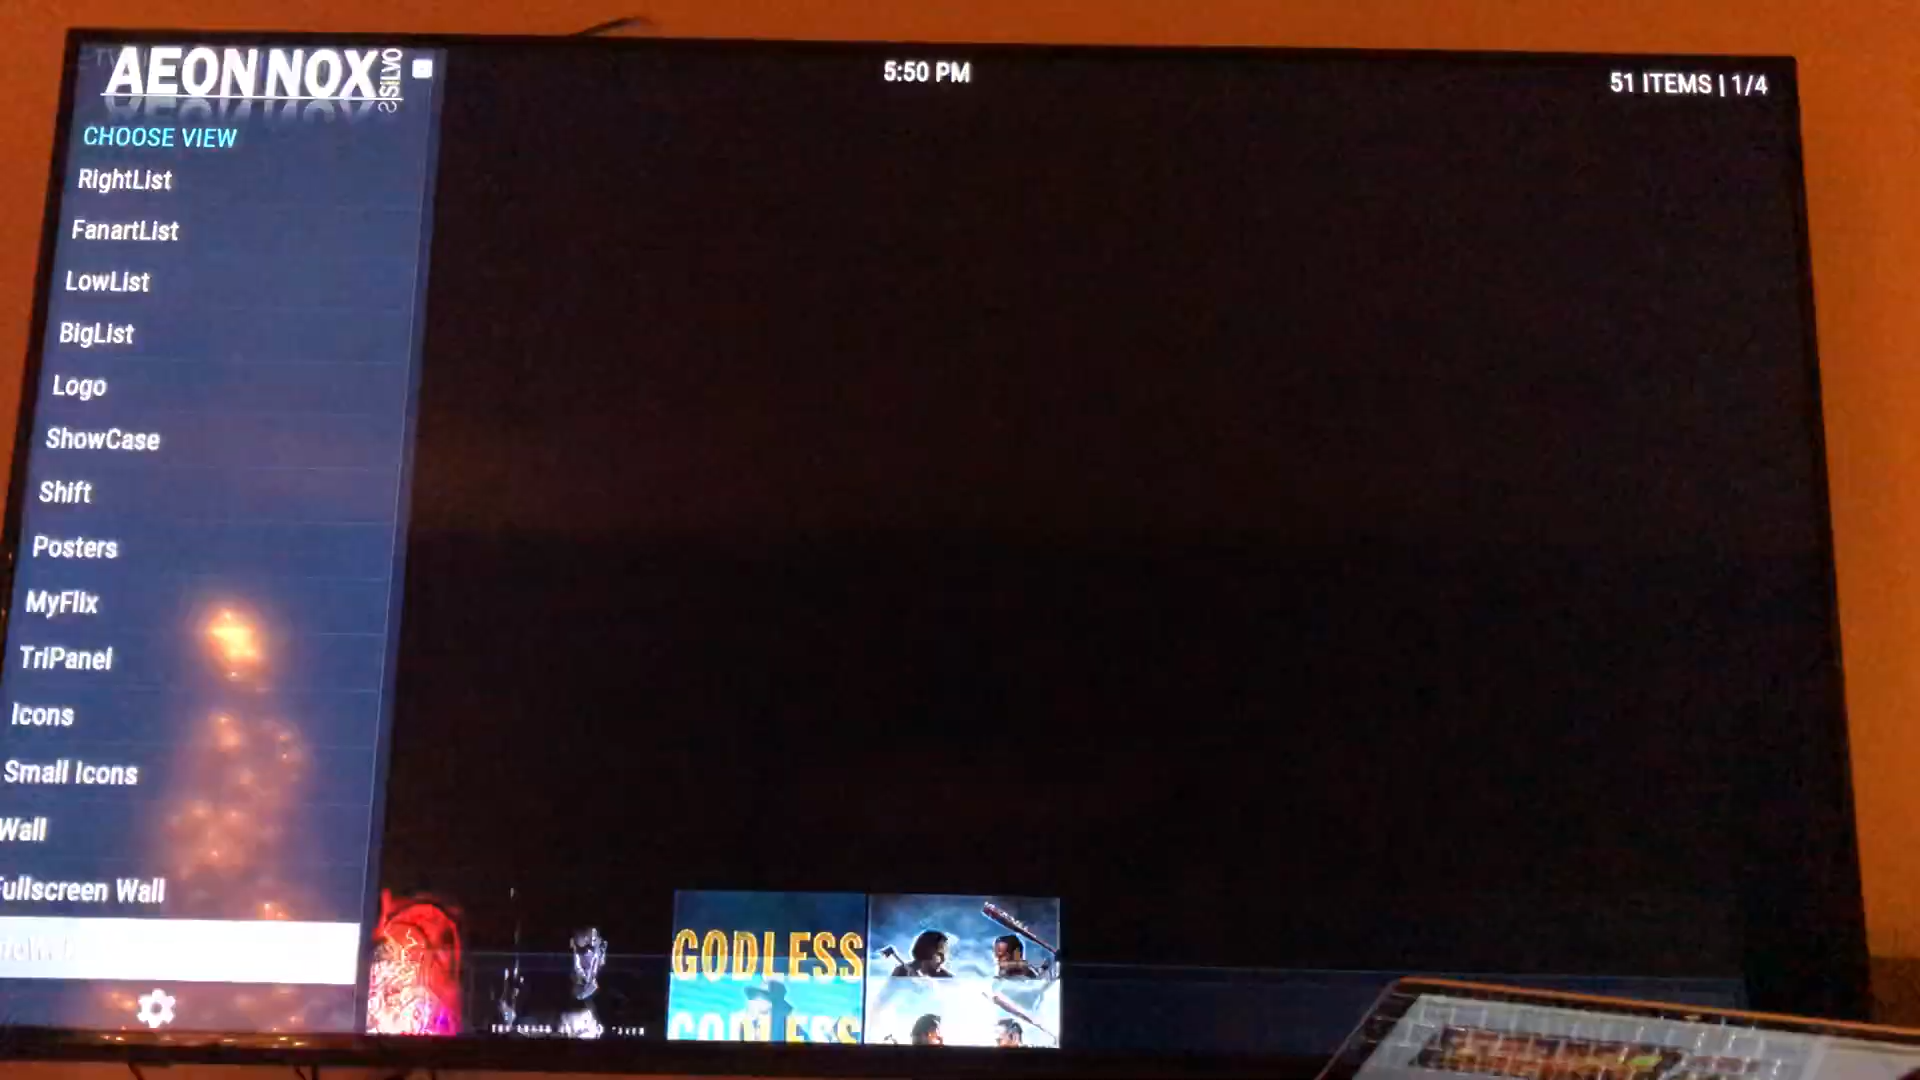 AEON NOX
SILVO
5:50 PM
51 ITEMS | 1/4
CHOOSE VIEW
RightList
FanartList
LowList
BigList
Logo
ShowCase
Shift
Posters
MyFlix
TriPanel
Icons
Small Icons
Wall
Fullscreen Wall
GODLESS
GODLESS